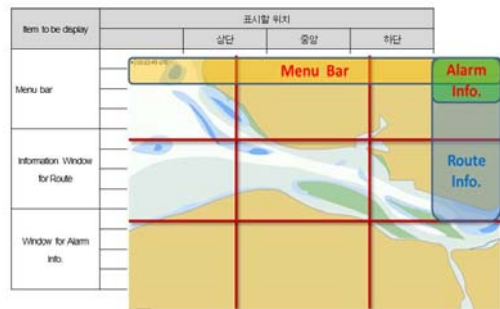 Item to be display
표시할 위치
상단
중앙
하단
Menu bar
Menu Bar
Alarm
Info.
Information Window
for Route
Route
Info.
Window for Alarm
Info.